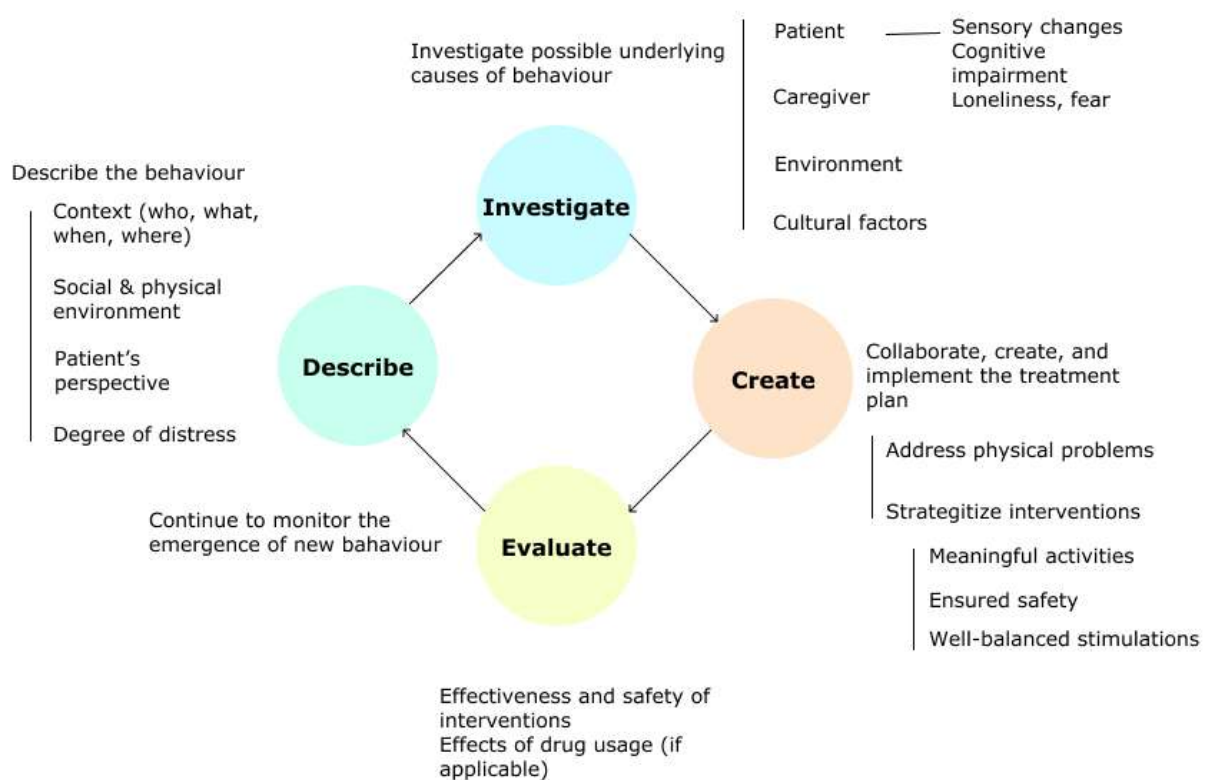 Investigate possible underlying
causes of behaviour
Patient
Sensory changes
Cognitive
impairment
Loneliness, fear
Caregiver
Environment
Cultural factors
Investigate
Describe the behaviour
Context (who, what,
when, where)
Social & physical
environment
Patient's
perspective
Degree of distress
Describe
Create
Collaborate, create, and
implement the treatment
plan
Address physical problems
Strategitize interventions
Meaningful activities
Ensured safety
Well-balanced stimulations
Continue to monitor the
emergence of new bahaviour
Evaluate
Effectiveness and safety of
interventions
Effects of drug usage (if
applicable)